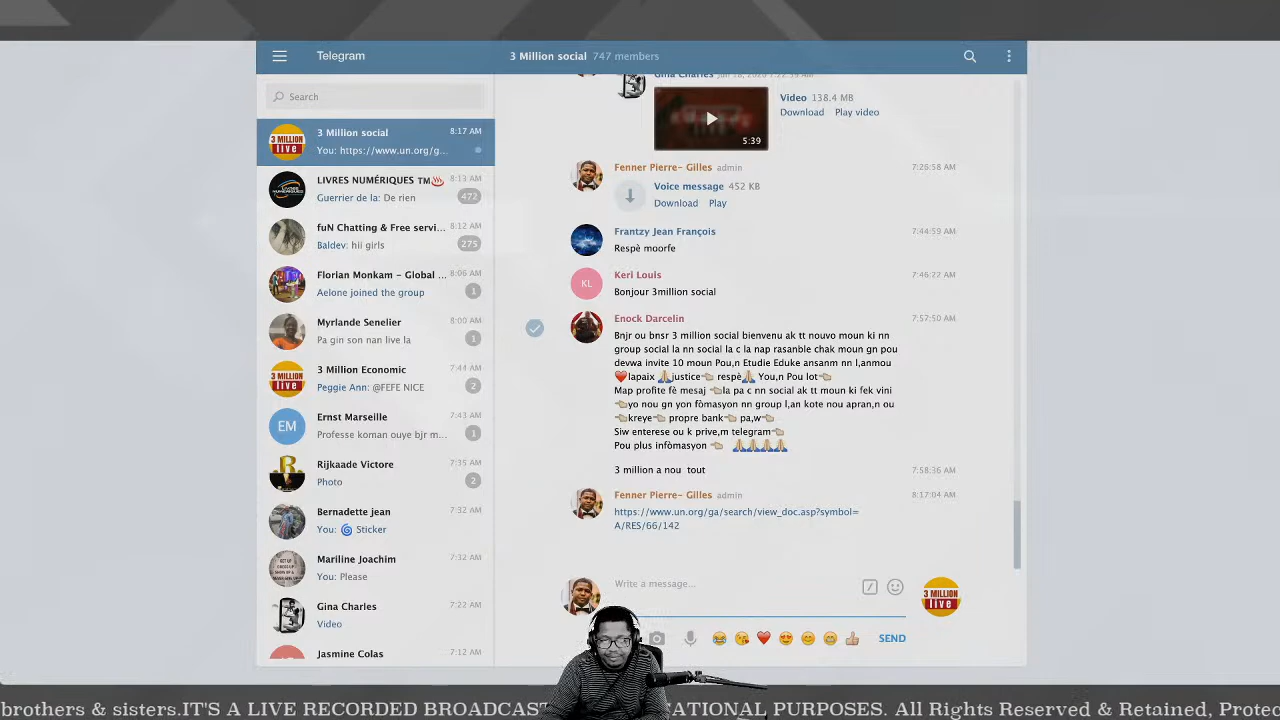 Telegram
3 Million social 747 members
Search
3 Million social 8:17 AM
You: https://www.un.org/g...
LIVRES NUMÉRIQUES ™♨️ 8:13 AM
Guerrier de la: De rien 472
fuN Chatting & Free servi... 8:12 AM
Baldev: hii girls 275
Florian Monkam - Global ... 8:06 AM
Aelone joined the group 1
Myrlande Senelier 8:00 AM
Pa gin son nan live la 1
3 Million Economic 7:44 AM
Peggie Ann: @FEFE NICE 2
EM
Ernst Marseille 7:43 AM
Professe koman ouye bjr m... 1
Rijkaade Victore 7:35 AM
Photo 2
Bernadette jean 7:32 AM
You: 🌀 Sticker
Mariline Joachim 7:32 AM
You: Please
Gina Charles 7:22 AM
Video
Jasmine Colas 7:12 AM
3 MILLION
live
Gina Charles
5:39
Video 138.4 MB
Download Play video
Fenner Pierre- Gilles admin 7:26:58 AM
Voice message 452 KB
Download Play
Frantzy Jean François 7:44:59 AM
Respè moorfe
KL
Keri Louis 7:46:22 AM
Bonjour 3million social
Enock Darcelin 7:57:50 AM
Bnjr ou bnsr 3 million social bienvenu ak tt nouvo moun ki nn
group social la nn social la c la nap rasanble chak moun gn pou
devwa invite 10 moun Pou,n Etudie Eduke ansanm nn l,anmou
❤️lapaix 🙏🏼justice👈🏼 respè🙏🏼 You,n Pou lot👈🏼
Map profite fè mesaj 👈🏼la pa c nn social ak tt moun ki fek vini
👈🏼yo nou gn yon fòmasyon nn group l,an kote nou apran,n ou
👈🏼kreye👈🏼 propre bank👈🏼 pa,w👈🏼
Siw enterese ou k prive,m telegram👈🏼
Pou plus infòmasyon 👈🏼 🙏🏼🙏🏼🙏🏼🙏🏼
3 million a nou tout 7:58:36 AM
Fenner Pierre- Gilles admin 8:17:04 AM
https://www.un.org/ga/search/view_doc.asp?symbol=
A/RES/66/142
Write a message...
SEND
3 MILLION
live
brothers & sisters.IT'S A LIVE RECORDED BROADCAST ATIONAL PURPOSES. All Rights Reserved & Retained, Protec